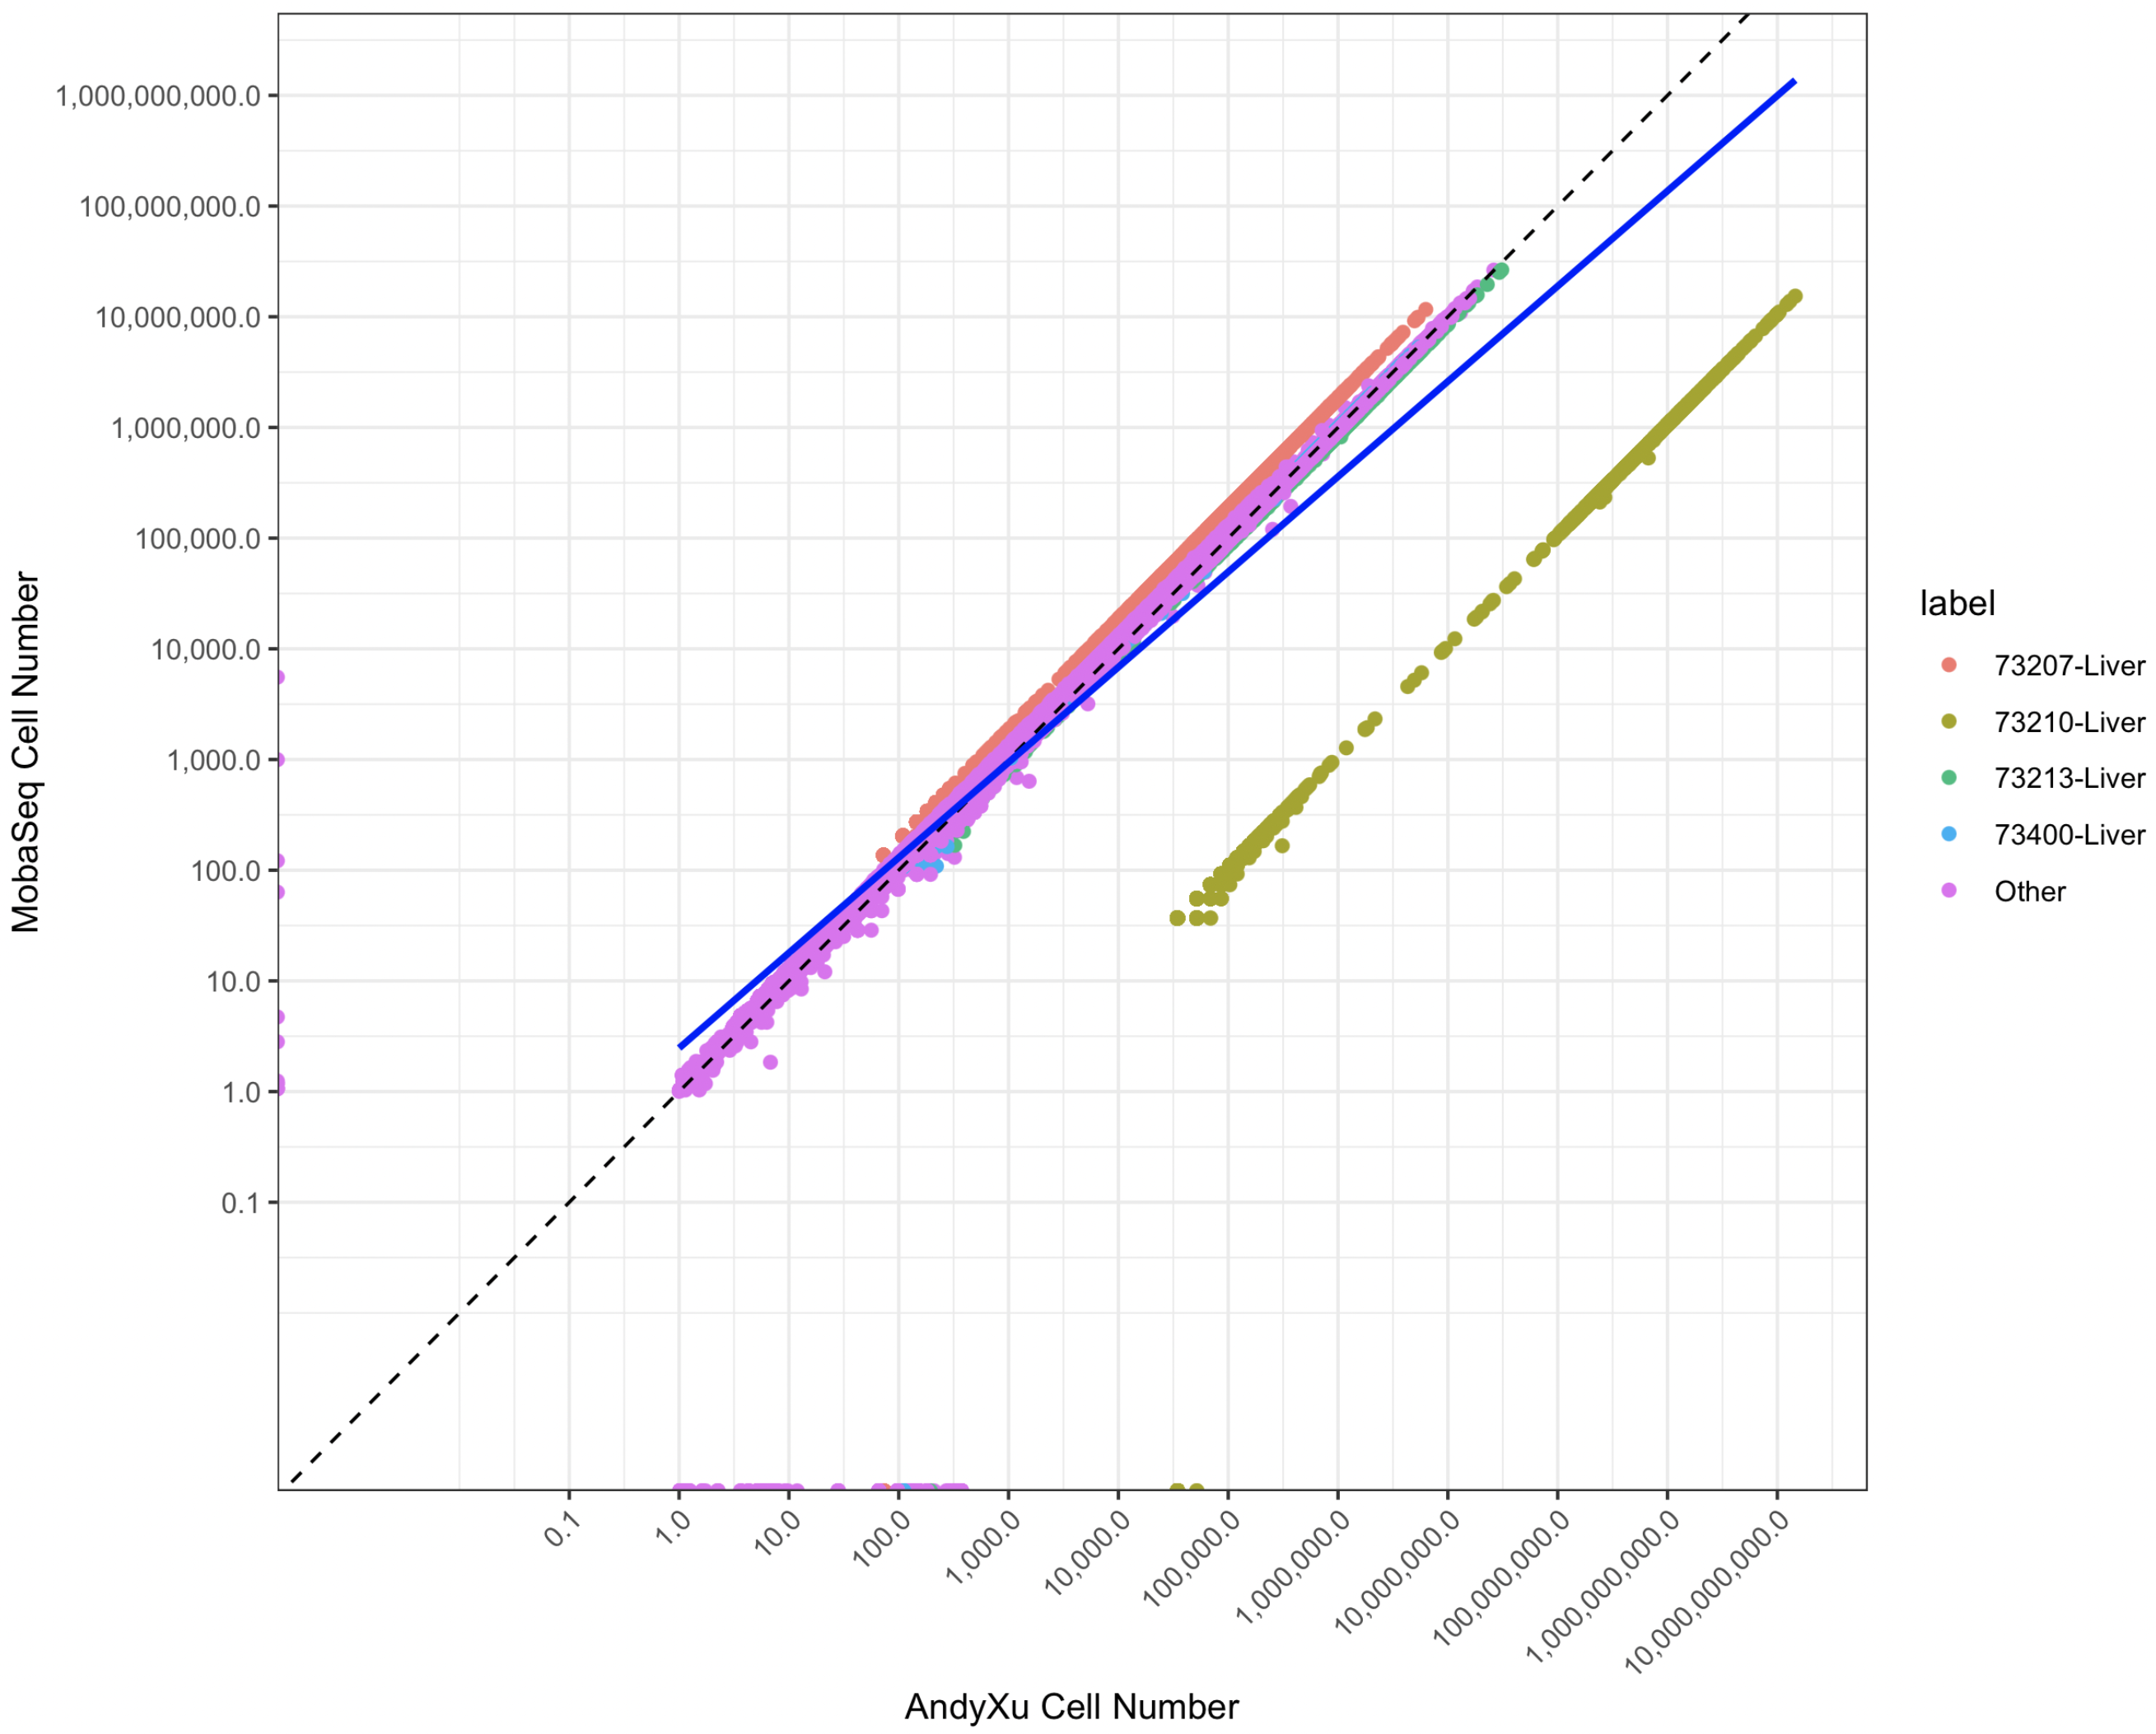 MobaSeq Cell Number
1,000,000,000.0
100,000,000.0
10,000,000.0
1,000,000.0
100,000.0
10,000.0
1,000.0
100.0
10.0
1.0
0.1
0.1
1.0
10.0
100.0
1,000.0
10,000.0
100,000.0
1,000,000.0
10,000,000.0
100,000,000.0
1,000,000,000.0
10,000,000,000.0
AndyXu Cell Number
label
73207-Liver
73210-Liver
73213-Liver
73400-Liver
Other